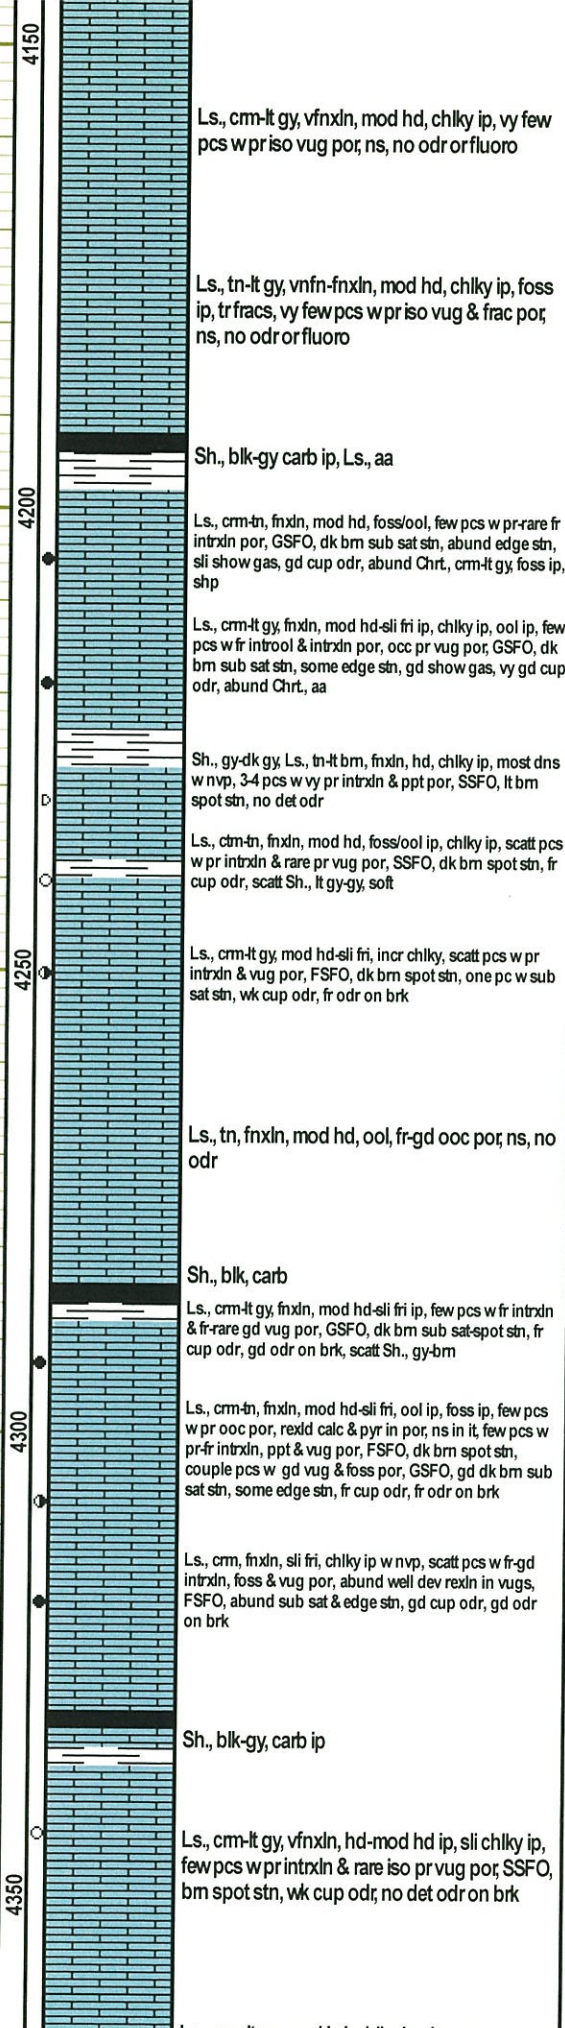 4150
Ls., crm-lt gy, vfnxln, mod hd, chlky ip, vy few
pcs w pr iso vug por, ns, no odr or fluoro
Ls., tn-lt gy, vnfn-fnxln, mod hd, chlky ip, foss
ip, tr fracs, vy few pcs w pr iso vug & frac por,
ns, no odr or fluoro
Sh., blk-gy carb ip, Ls., aa
4200
Ls., crm-tn, fnxln, mod hd, foss/ool, few pcs w pr-rare fr
intrxln por, GSFO, dk brn sub sat stn, abund edge stn,
sli show gas, gd cup odr, abund Chrt., crm-lt gy, foss ip,
shp
Ls., crm-lt gy, fnxln, mod hd-sli fri ip, chlky ip, ool ip, few
pcs w fr introol & intrxln por, occ pr vug por, GSFO, dk
brn sub sat stn, some edge stn, gd show gas, vy gd cup
odr, abund Chrt., aa
Sh., gy-dk gy, Ls., tn-lt brn, fnxln, hd, chlky ip, most dns
w nvp, 3-4 pcs w vy pr intrxln & ppt por, SSFO, lt brn
spot stn, no det odr
Ls., ctm-tn, fnxln, mod hd, foss/ool ip, chlky ip, scatt pcs
w pr intrxln & rare pr vug por, SSFO, dk brn spot stn, fr
cup odr, scatt Sh., lt gy-gy, soft
4250
Ls., crm-lt gy, mod hd-sli fri, incr chlky, scatt pcs w pr
intrxln & vug por, FSFO, dk brn spot stn, one pc w sub
sat stn, wk cup odr, fr odr on brk
Ls., tn, fnxln, mod hd, ool, fr-gd ooc por, ns, no
odr
Sh., blk, carb
Ls., crm-lt gy, fnxln, mod hd-sli fri ip, few pcs w fr intrxln
& fr-rare gd vug por, GSFO, dk brn sub sat-spot stn, fr
cup odr, gd odr on brk, scatt Sh., gy-brn
4300
Ls., crm-tn, fnxln, mod hd-sli fri, ool ip, foss ip, few pcs
w pr ooc por, rexld calc & pyr in por, ns in it, few pcs w
pr-fr intrxln, ppt & vug por, FSFO, dk brn spot stn,
couple pcs w gd vug & foss por, GSFO, gd dk brn sub
sat stn, some edge stn, fr cup odr, fr odr on brk
Ls., crm, fnxln, sli fri, chlky ip w nvp, scatt pcs w fr-gd
intrxln, foss & vug por, abund well dev rexln in vugs,
FSFO, abund sub sat & edge stn, gd cup odr, gd odr
on brk
Sh., blk-gy, carb ip
Ls., crm-lt gy, vfnxln, hd-mod hd ip, sli chlky ip,
few pcs w pr intrxln & rare iso pr vug por, SSFO,
brn spot stn, wk cup odr, no det odr on brk
4350